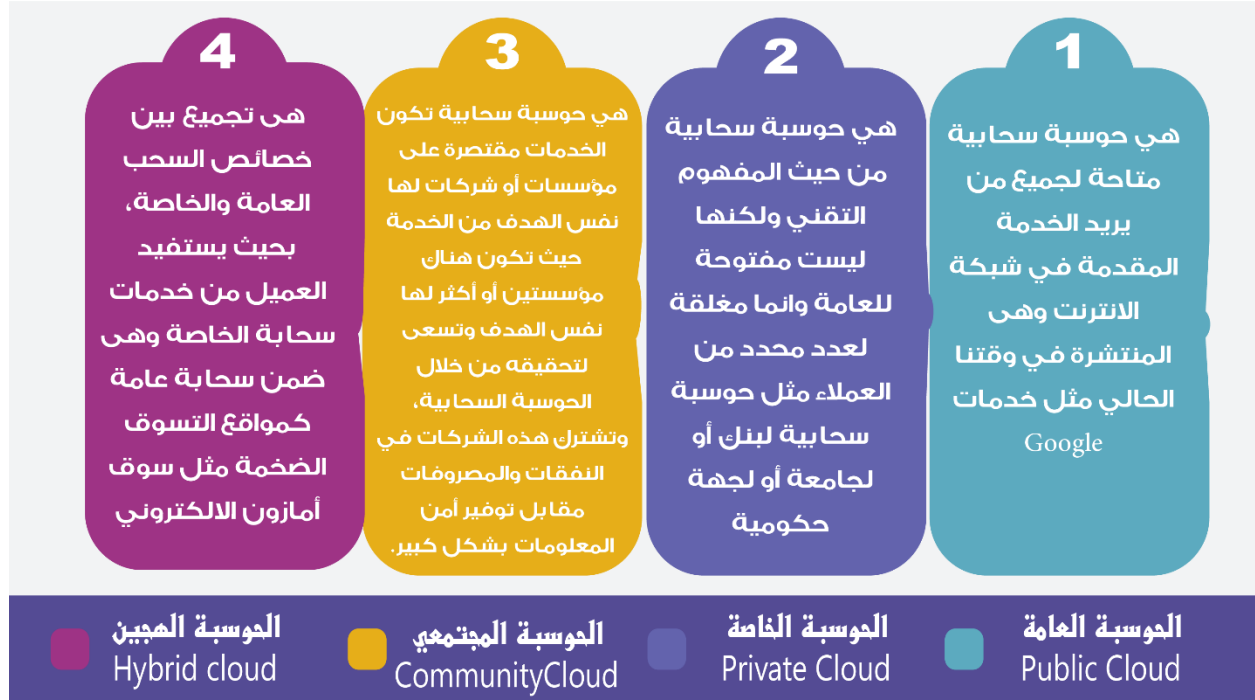 1
هي حوسبة سحابية
متاحة لجميع من
يريد الخدمة
المقدمة في شبكة
الانترنت وهى
المنتشرة في وقتنا
الحالي مثل خدمات
Google
2
هي حوسبة سحابية
من حيث المفهوم
التقني ولكنها
ليست مفتوحة
للعامة وانما مغلقة
لعدد محدد من
العملاء مثل حوسبة
سحابية لبنك أو
لجامعة أو لجهة
حكومية
3
هي حوسبة سحابية تكون
الخدمات مقتصرة على
مؤسسات أو شركات لها
نفس الهدف من الخدمة
حيث تكون هناك
مؤسستين أو أكثر لها
نفس الهدف وتسعى
لتحقيقه من خلال
الحوسبة السحابية،
وتشترك هذه الشركات في
النفقات والمصروفات
مقابل توفير أمن
المعلومات بشكل كبير.
4
هى تجميع بين
خصائص السحب
العامة والخاصة،
بحيث يستفيد
العميل من خدمات
سحابة الخاصة وهى
ضمن سحابة عامة
كمواقع التسوق
الضخمة مثل سوق
أمازون الالكتروني
الحوسبة العامة
Public Cloud
الحوسبة الخاصة
Private Cloud
الحوسبة المجتمعي
CommunityCloud
الحوسبة الهجين
Hybrid cloud